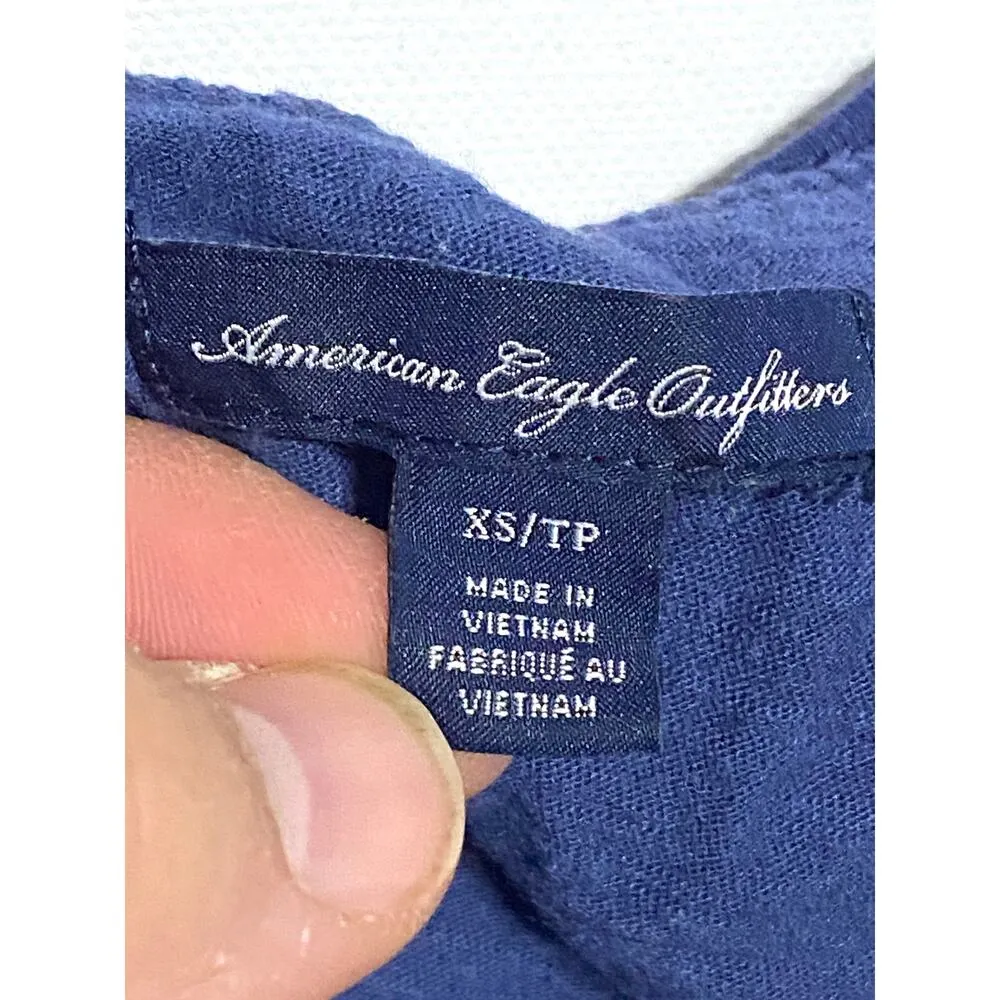 American Eagle Outfitters
XS/TP
MADE IN
VIETNAM
FABRIQUÉ AU
VIETNAM